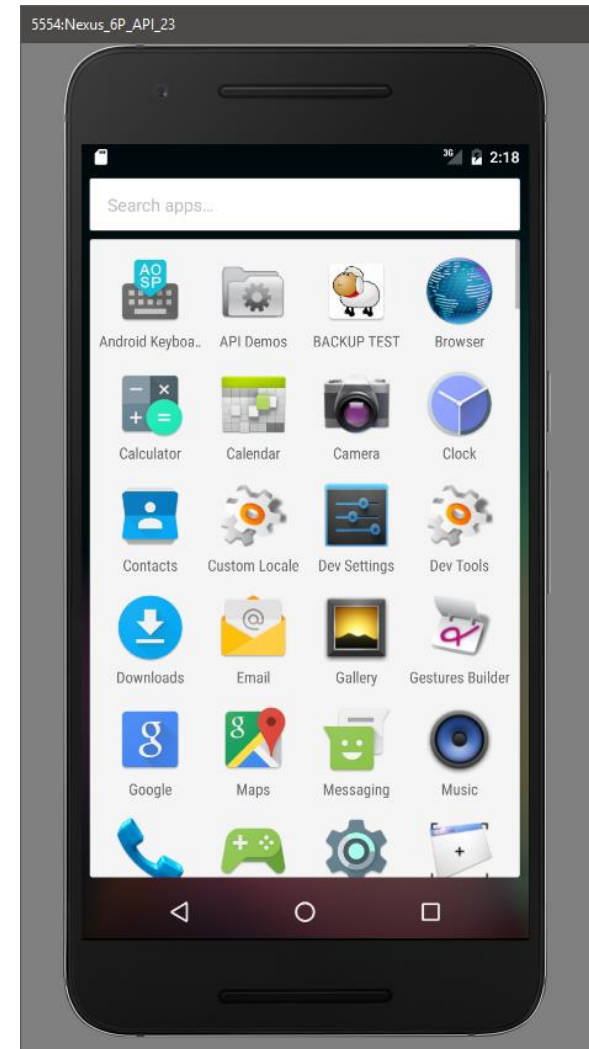 5554:Nexus_6P_API_23
3G 2:18
Search apps...
AO
SP
Android Keyboa.. API Demos BACKUP TEST Browser
Calculator Calendar Camera Clock
Contacts Custom Locale Dev Settings Dev Tools
@
Downloads Email Gallery Gestures Builder
g g
Google Maps Messaging Music